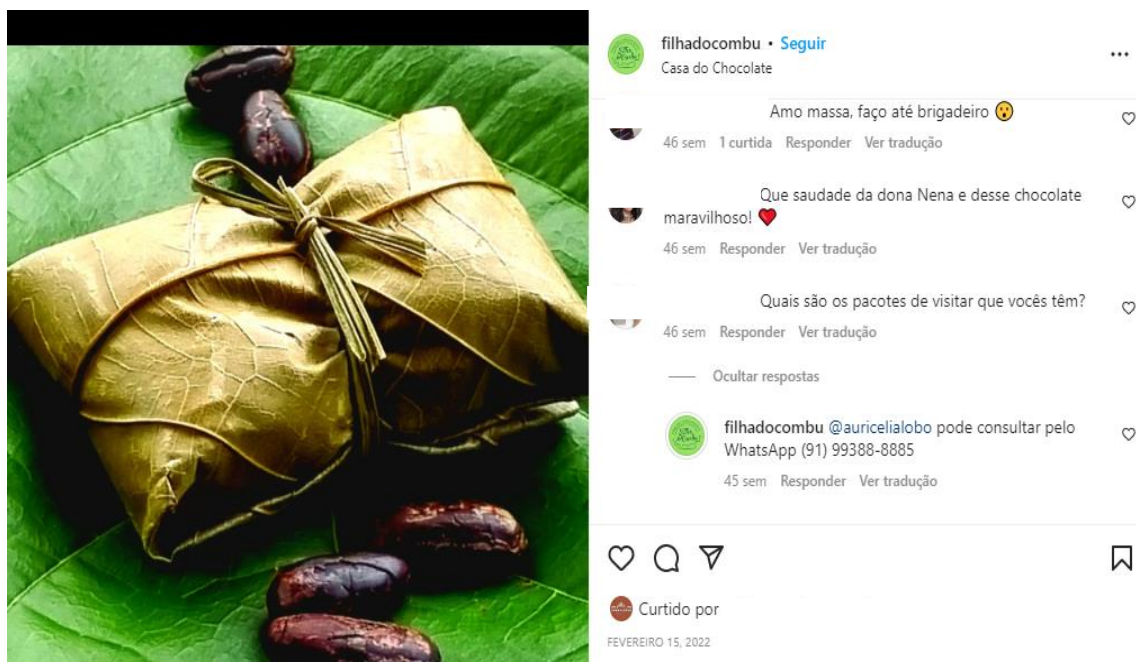 filhadocombu • Seguir
Casa do Chocolate
Amo massa, faço até brigadeiro 😮
46 sem 1 curtida Responder Ver tradução
Que saudade da dona Nena e desse chocolate
maravilhoso! ❤️
46 sem Responder Ver tradução
Quais são os pacotes de visitar que vocês têm?
46 sem Responder Ver tradução
Ocultar respostas
filhadocombu @auricelialobo pode consultar pelo
WhatsApp (91) 99388-8885
45 sem Responder Ver tradução
Curtido por
FEVEREIRO 15, 2022